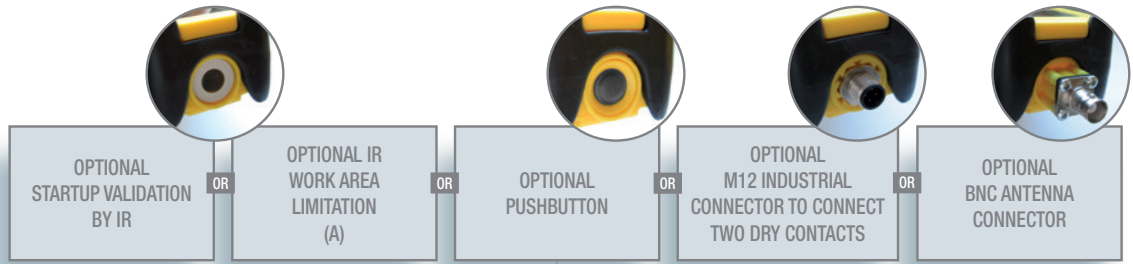 OPTIONAL
STARTUP VALIDATION
BY IR
OR
OPTIONAL IR
WORK AREA
LIMITATION
(A)
OR
OPTIONAL
PUSHBUTTON
OR
OPTIONAL
M12 INDUSTRIAL
CONNECTOR TO CONNECT
TWO DRY CONTACTS
OR
OPTIONAL
BNC ANTENNA
CONNECTOR